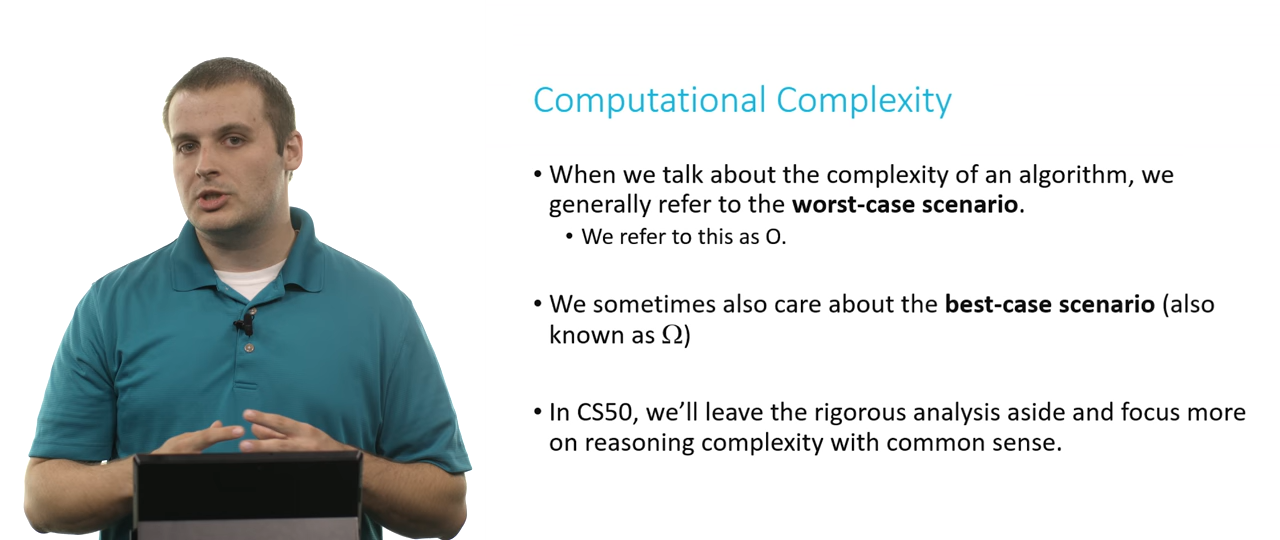 Computational Complexity
• When we talk about the complexity of an algorithm, we
generally refer to the worst-case scenario.
• We refer to this as O.
• We sometimes also care about the best-case scenario (also
known as Ω)
• In CS50, we’ll leave the rigorous analysis aside and focus more
on reasoning complexity with common sense.